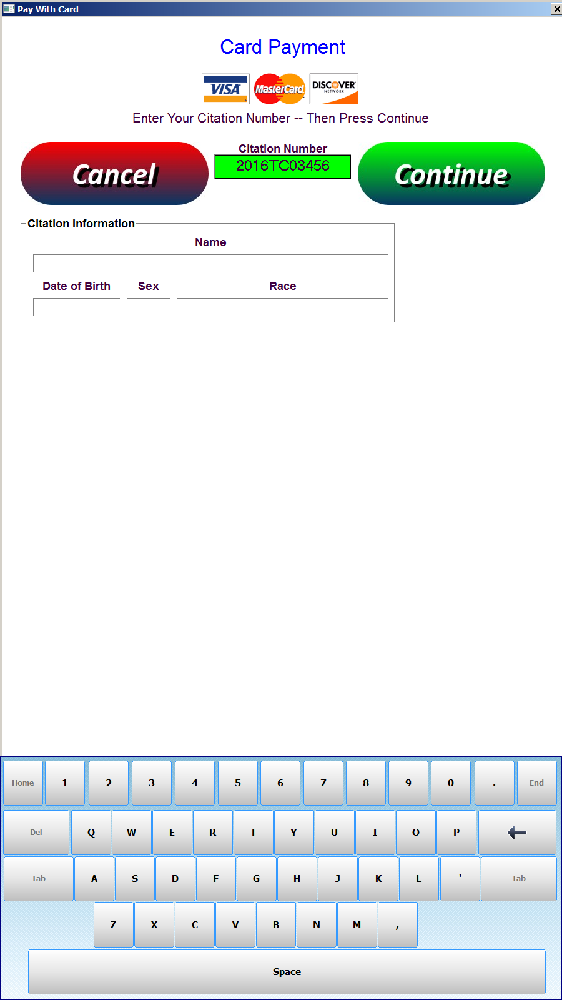 Pay With Card
Card Payment
VISA MasterCard DISCOVER
NETWORK
Enter Your Citation Number -- Then Press Continue
Cancel
Citation Number
2016TC03456
Continue
Citation Information
Name
Date of Birth Sex Race
Home 1 2 3 4 5 6 7 8 9 0 . End
Del Q W E R T Y U I O P ←
Tab A S D F G H J K L ' Tab
Z X C V B N M ,
Space